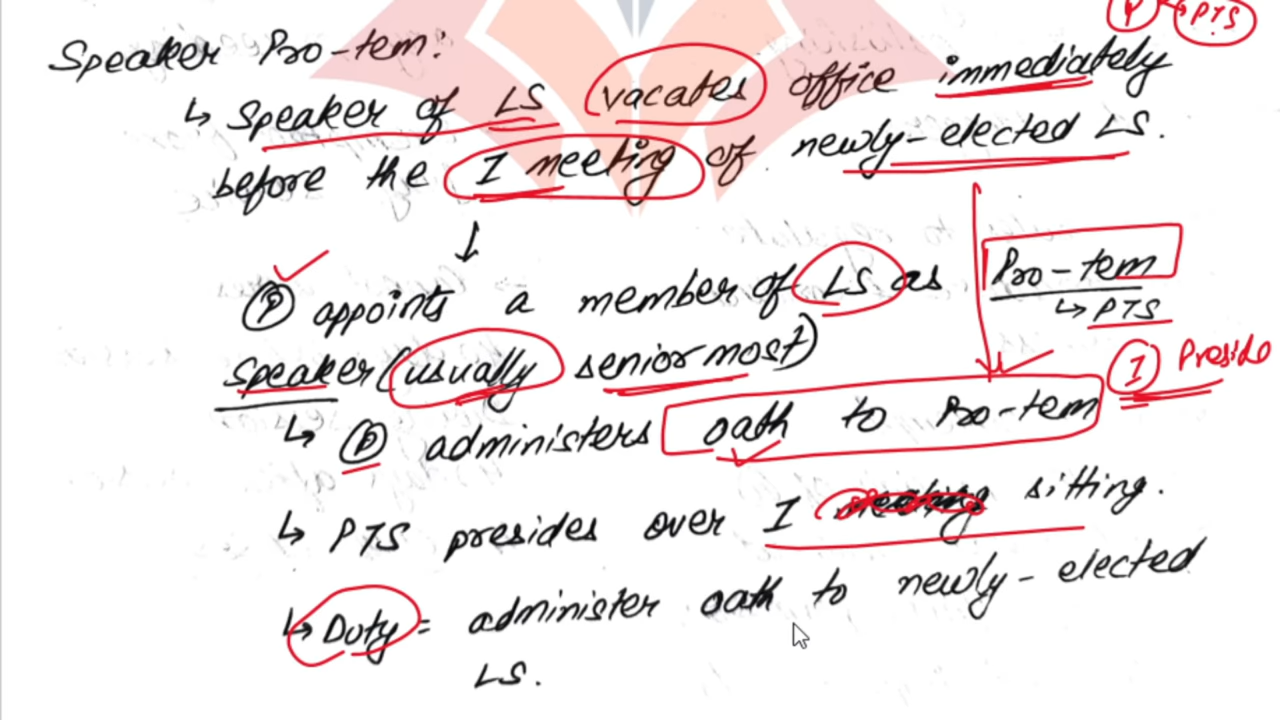 Ⓟ → PTS
Speaker Pro-tem:
↳ Speaker of LS vacates office immediately
before the I meeting of newly-elected LS.
↓
Ⓟ appoints a member of LS as Pro-tem
↳ PTS
speaker (usually senior most)
Ⓘ Preside
↳ Ⓟ administers oath to Pro-tem
↳ PTS presides over I sitting.
↳ Duty = administer oath to newly-elected
LS.